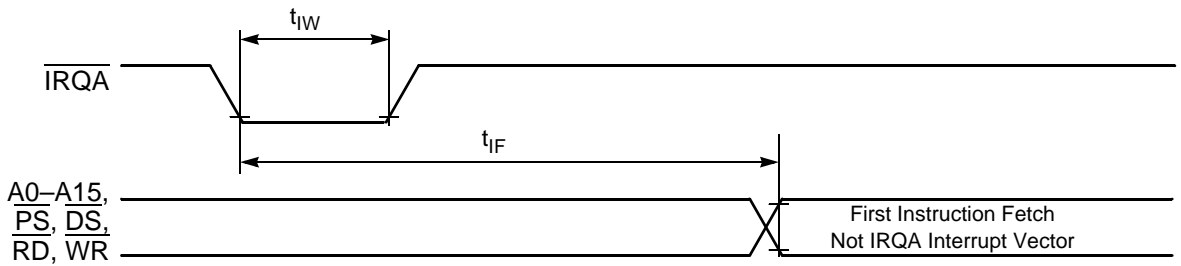 tIW
IRQA
tIF
A0–A15,
PS, DS,
RD, WR
First Instruction Fetch
Not IRQA Interrupt Vector